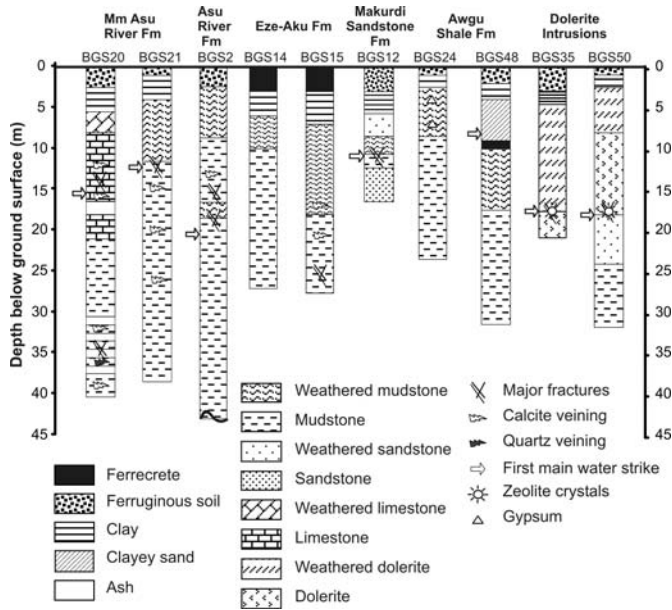 Mm Asu River Fm
Asu River Fm
Eze-Aku Fm
Makurdi Sandstone Fm
Awgu Shale Fm
Dolerite Intrusions
BGS20 BGS21 BGS2 BGS14 BGS15 BGS12 BGS24 BGS48 BGS35 BGS50
Depth below ground surface (m)
0 0
5 5
10 10
15 15
20 20
25 25
30 30
35 35
40 40
45 45
Ferrecrete
Ferruginous soil
Clay
Clayey sand
Ash
Weathered mudstone
Mudstone
Weathered sandstone
Sandstone
Weathered limestone
Limestone
Weathered dolerite
Dolerite
Major fractures
Calcite veining
Quartz veining
First main water strike
Zeolite crystals
Gypsum